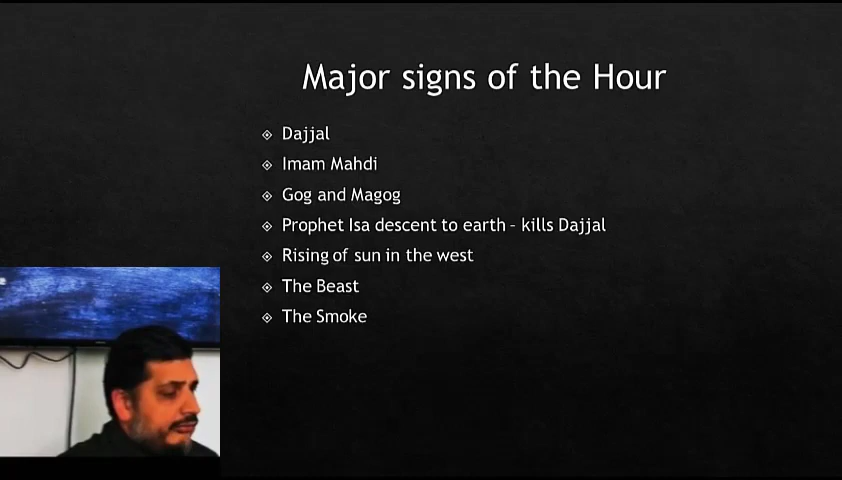 Major signs of the Hour
Dajjal
Imam Mahdi
Gog and Magog
Prophet Isa descent to earth – kills Dajjal
Rising of sun in the west
The Beast
The Smoke